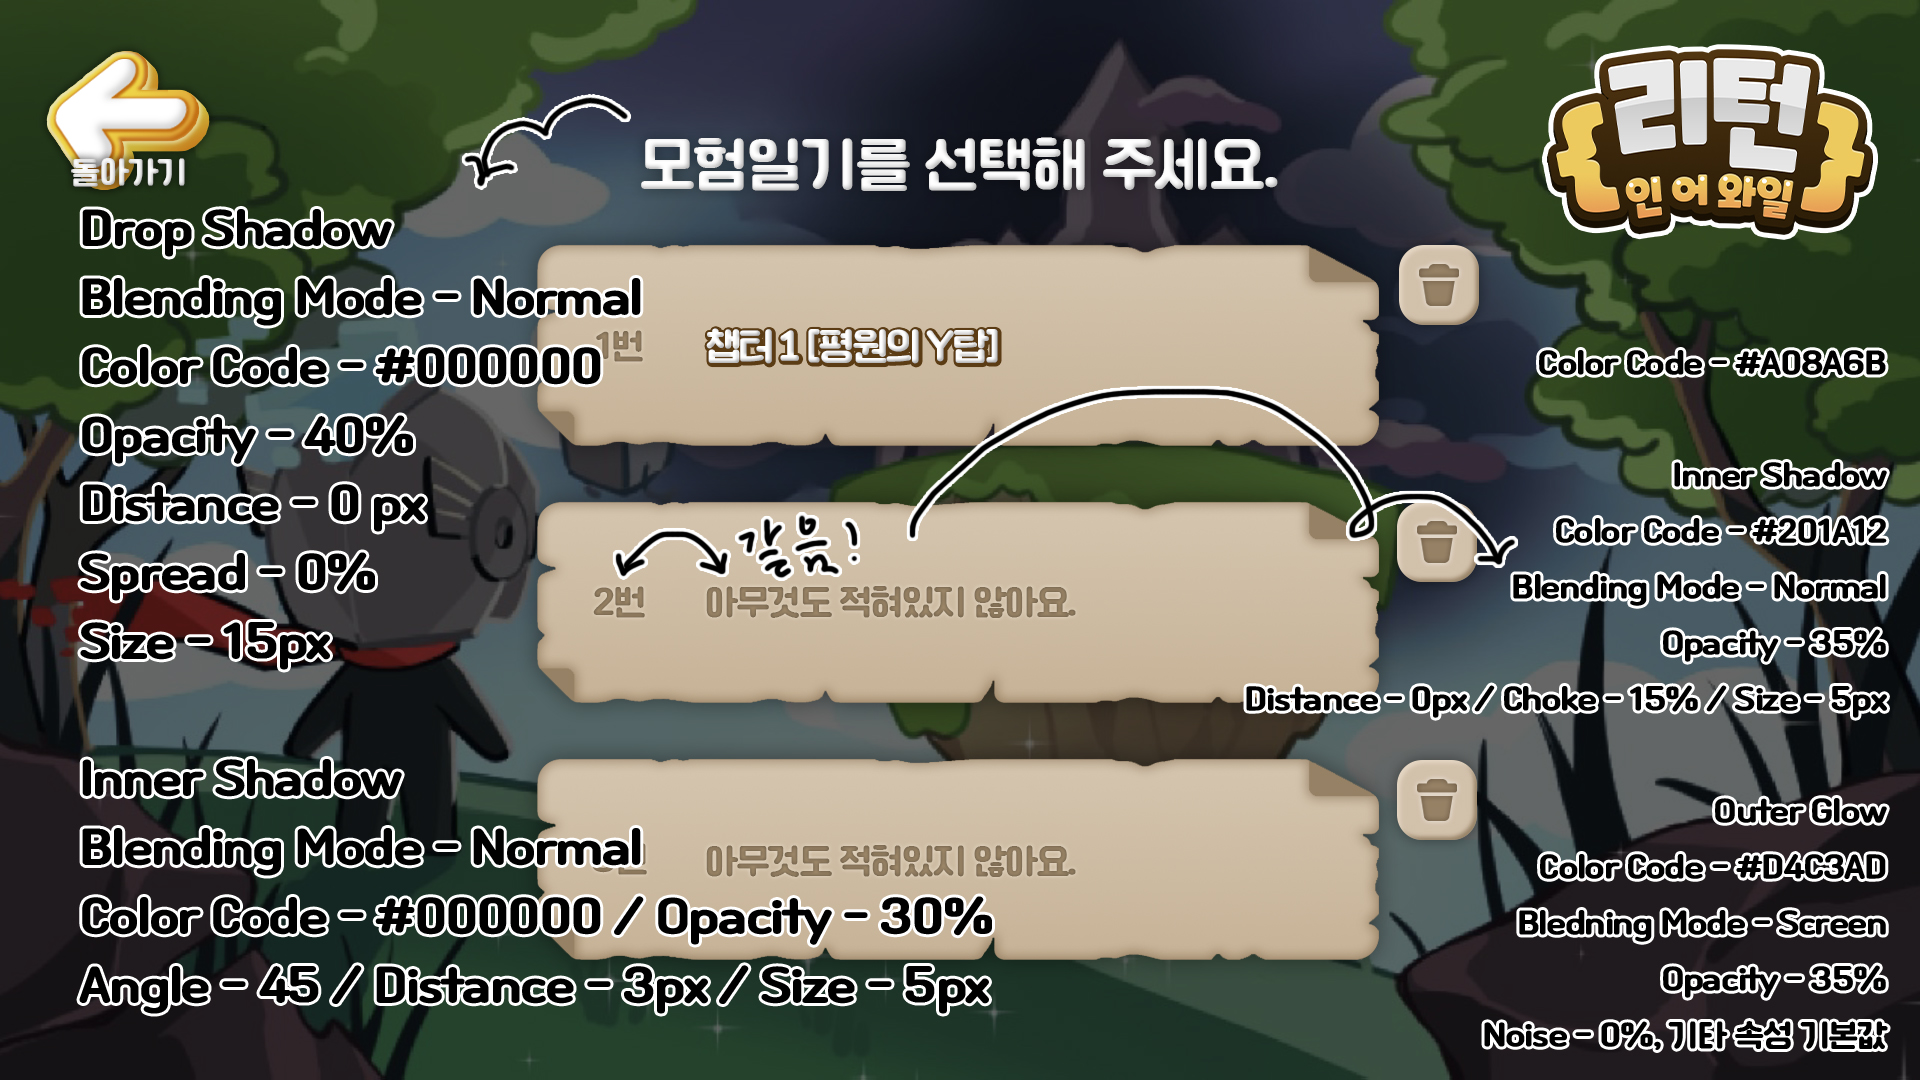 돌아가기
모험일기를 선택해 주세요.
리턴
인 어 와일
Drop Shadow
Blending Mode - Normal
Color Code - #000000
Opacity - 40%
Distance - 0 px
Spread - 0%
Size - 15px
Inner Shadow
Blending Mode - Normal
Color Code - #000000 / Opacity - 30%
Angle - 45 / Distance - 3px / Size - 5px
1번
챕터 1 [평원의 Y탑]
같음!
2번
아무것도 적혀있지 않아요.
아무것도 적혀있지 않아요.
Color Code - #A08A6B
Inner Shadow
Color Code - #201A12
Blending Mode - Normal
Opacity - 35%
Distance - 0px / Choke - 15% / Size - 5px
Outer Glow
Color Code - #D4C3AD
Bledning Mode - Screen
Opacity - 35%
Noise - 0%, 기타 속성 기본값